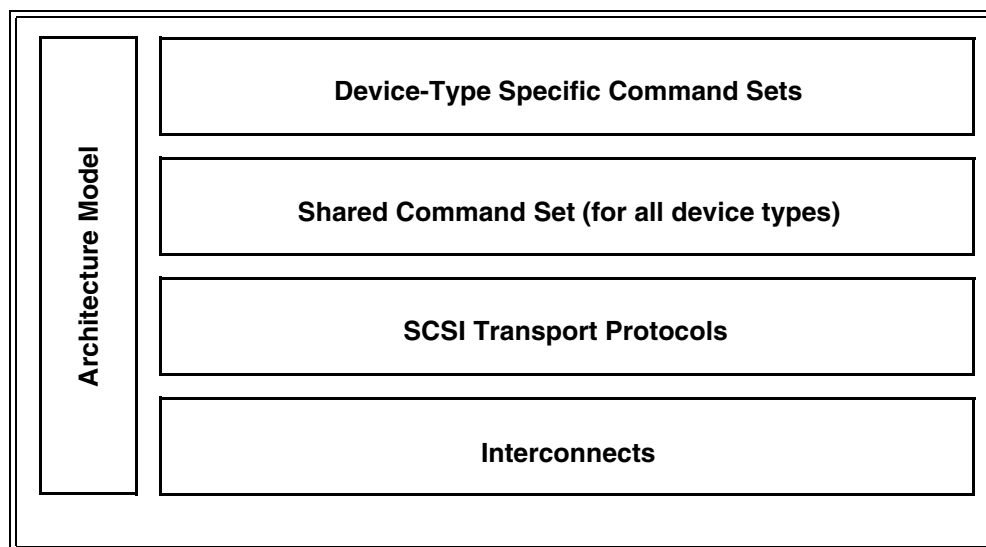 Architecture Model
Device-Type Specific Command Sets
Shared Command Set (for all device types)
SCSI Transport Protocols
Interconnects